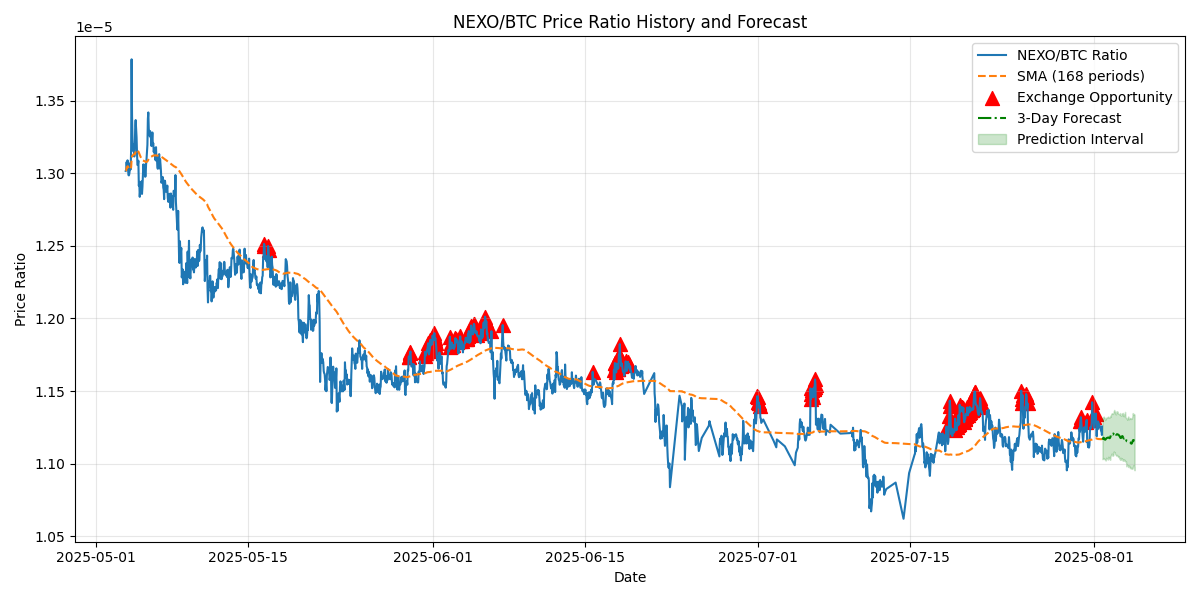 NEXO/BTC Price Ratio History and Forecast
1e−5
NEXO/BTC Ratio
SMA (168 periods)
Exchange Opportunity
3-Day Forecast
Prediction Interval
Price Ratio
1.35
1.30
1.25
1.20
1.15
1.10
1.05
2025-05-01 2025-05-15 2025-06-01 2025-06-15 2025-07-01 2025-07-15 2025-08-01
Date